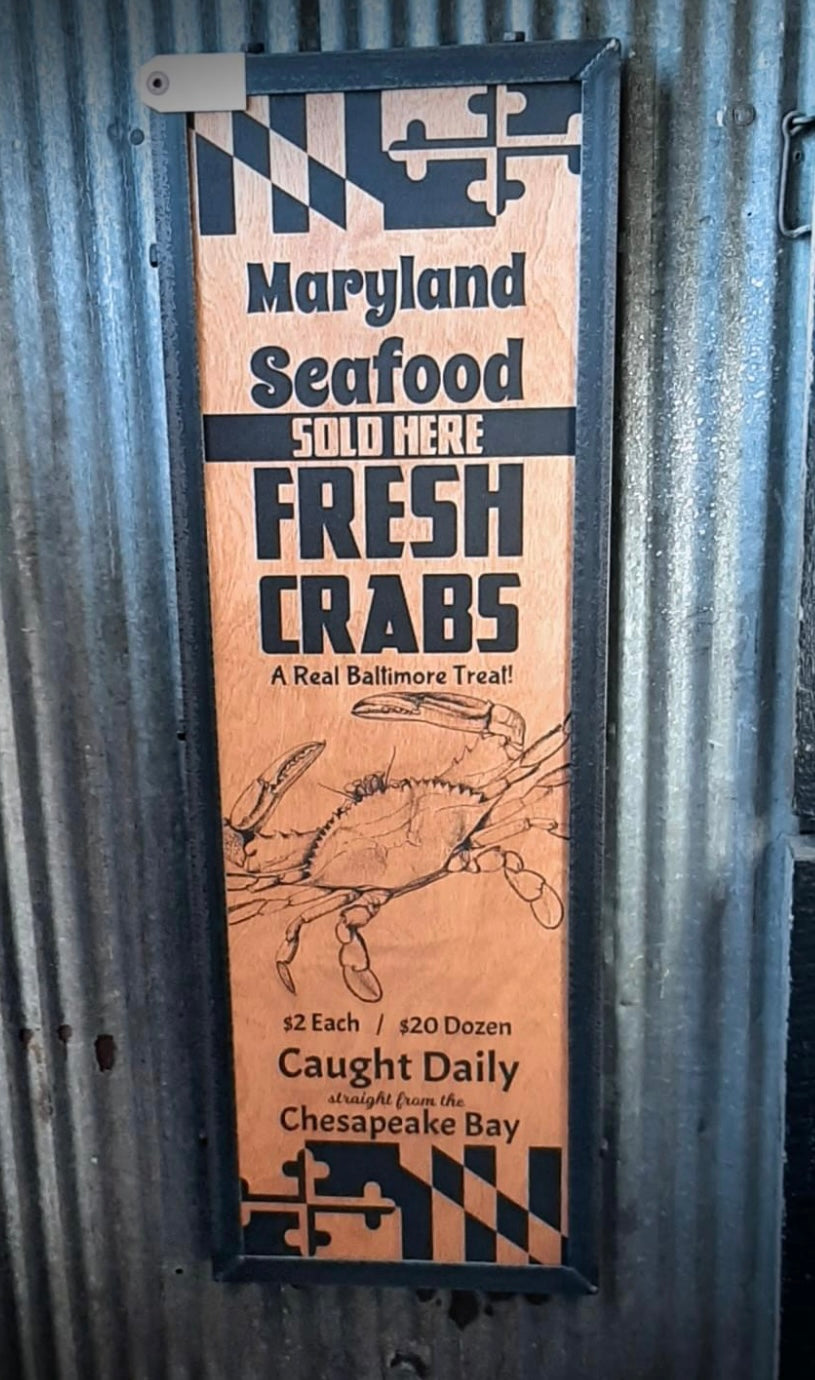 Maryland
Seafood
SOLD HERE
FRESH
CRABS
A Real Baltimore Treat!
$2 Each / $20 Dozen
Caught Daily
straight from the
Chesapeake Bay